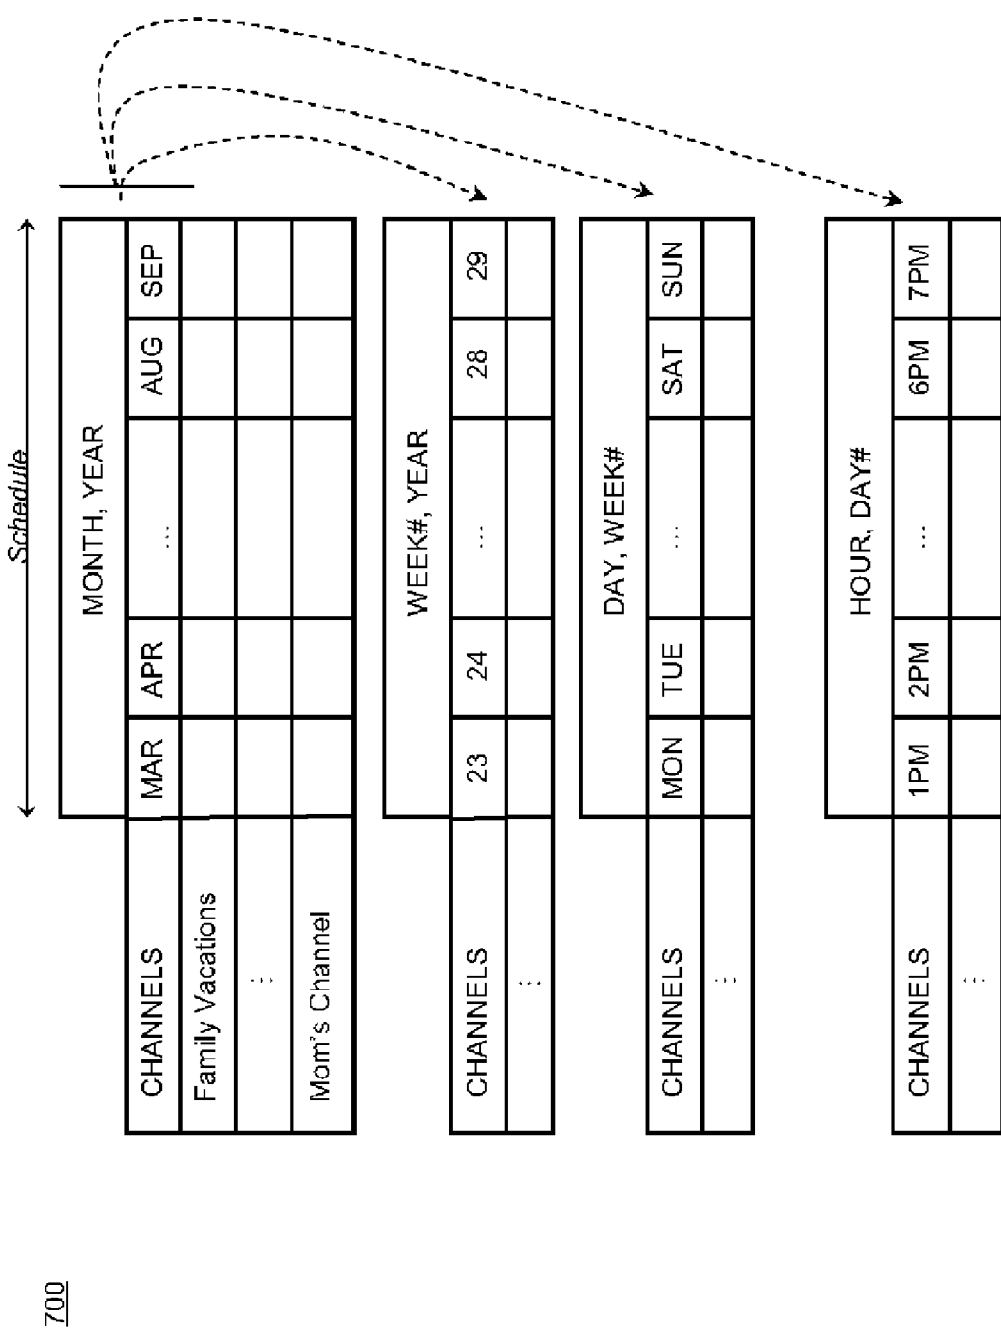 700
Schedule
MONTH, YEAR
CHANNELS MAR APR ... AUG SEP
Family Vacations
...
Mom's Channel
WEEK#, YEAR
CHANNELS 23 24 ... 28 29
...
DAY, WEEK#
CHANNELS MON TUE ... SAT SUN
...
HOUR, DAY#
CHANNELS 1PM 2PM ... 6PM 7PM
...